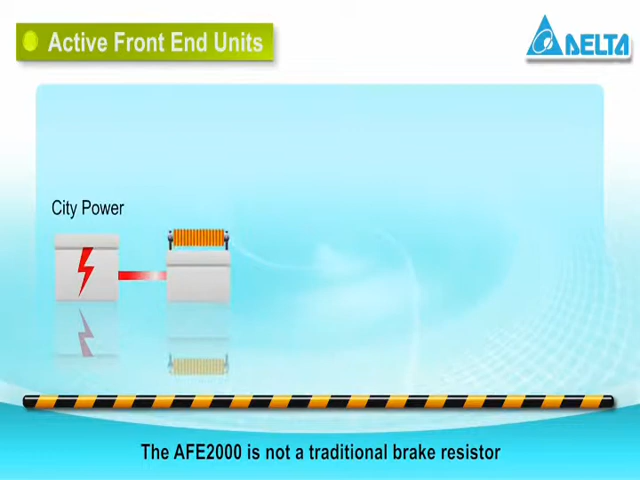 Active Front End Units
DELTA
City Power
The AFE2000 is not a traditional brake resistor